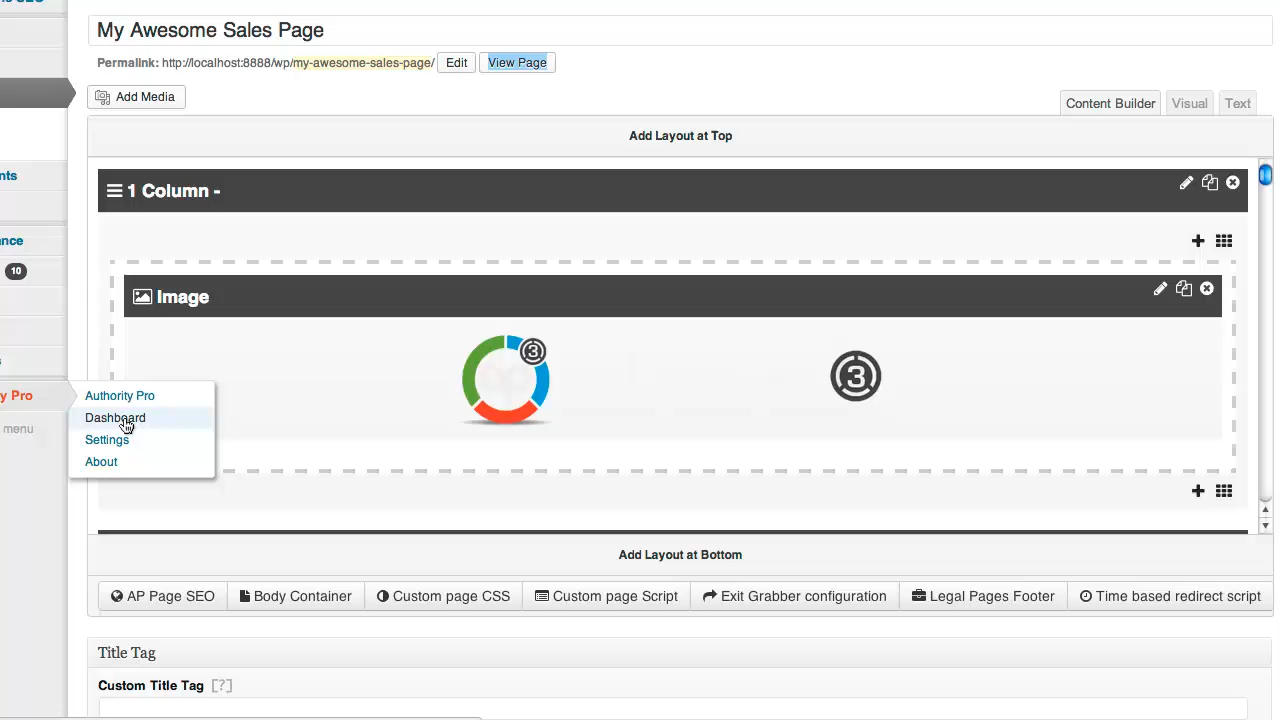 My Awesome Sales Page
Permalink: http://localhost:8888/wp/my-awesome-sales-page/ Edit View Page
Add Media
Content Builder Visual Text
Add Layout at Top
1 Column -
nts
ance
10
Image
3 3
s
y Pro
menu
Authority Pro
Dashboard
Settings
About
Add Layout at Bottom
AP Page SEO Body Container Custom page CSS Custom page Script Exit Grabber configuration Legal Pages Footer Time based redirect script
Title Tag
Custom Title Tag [?]